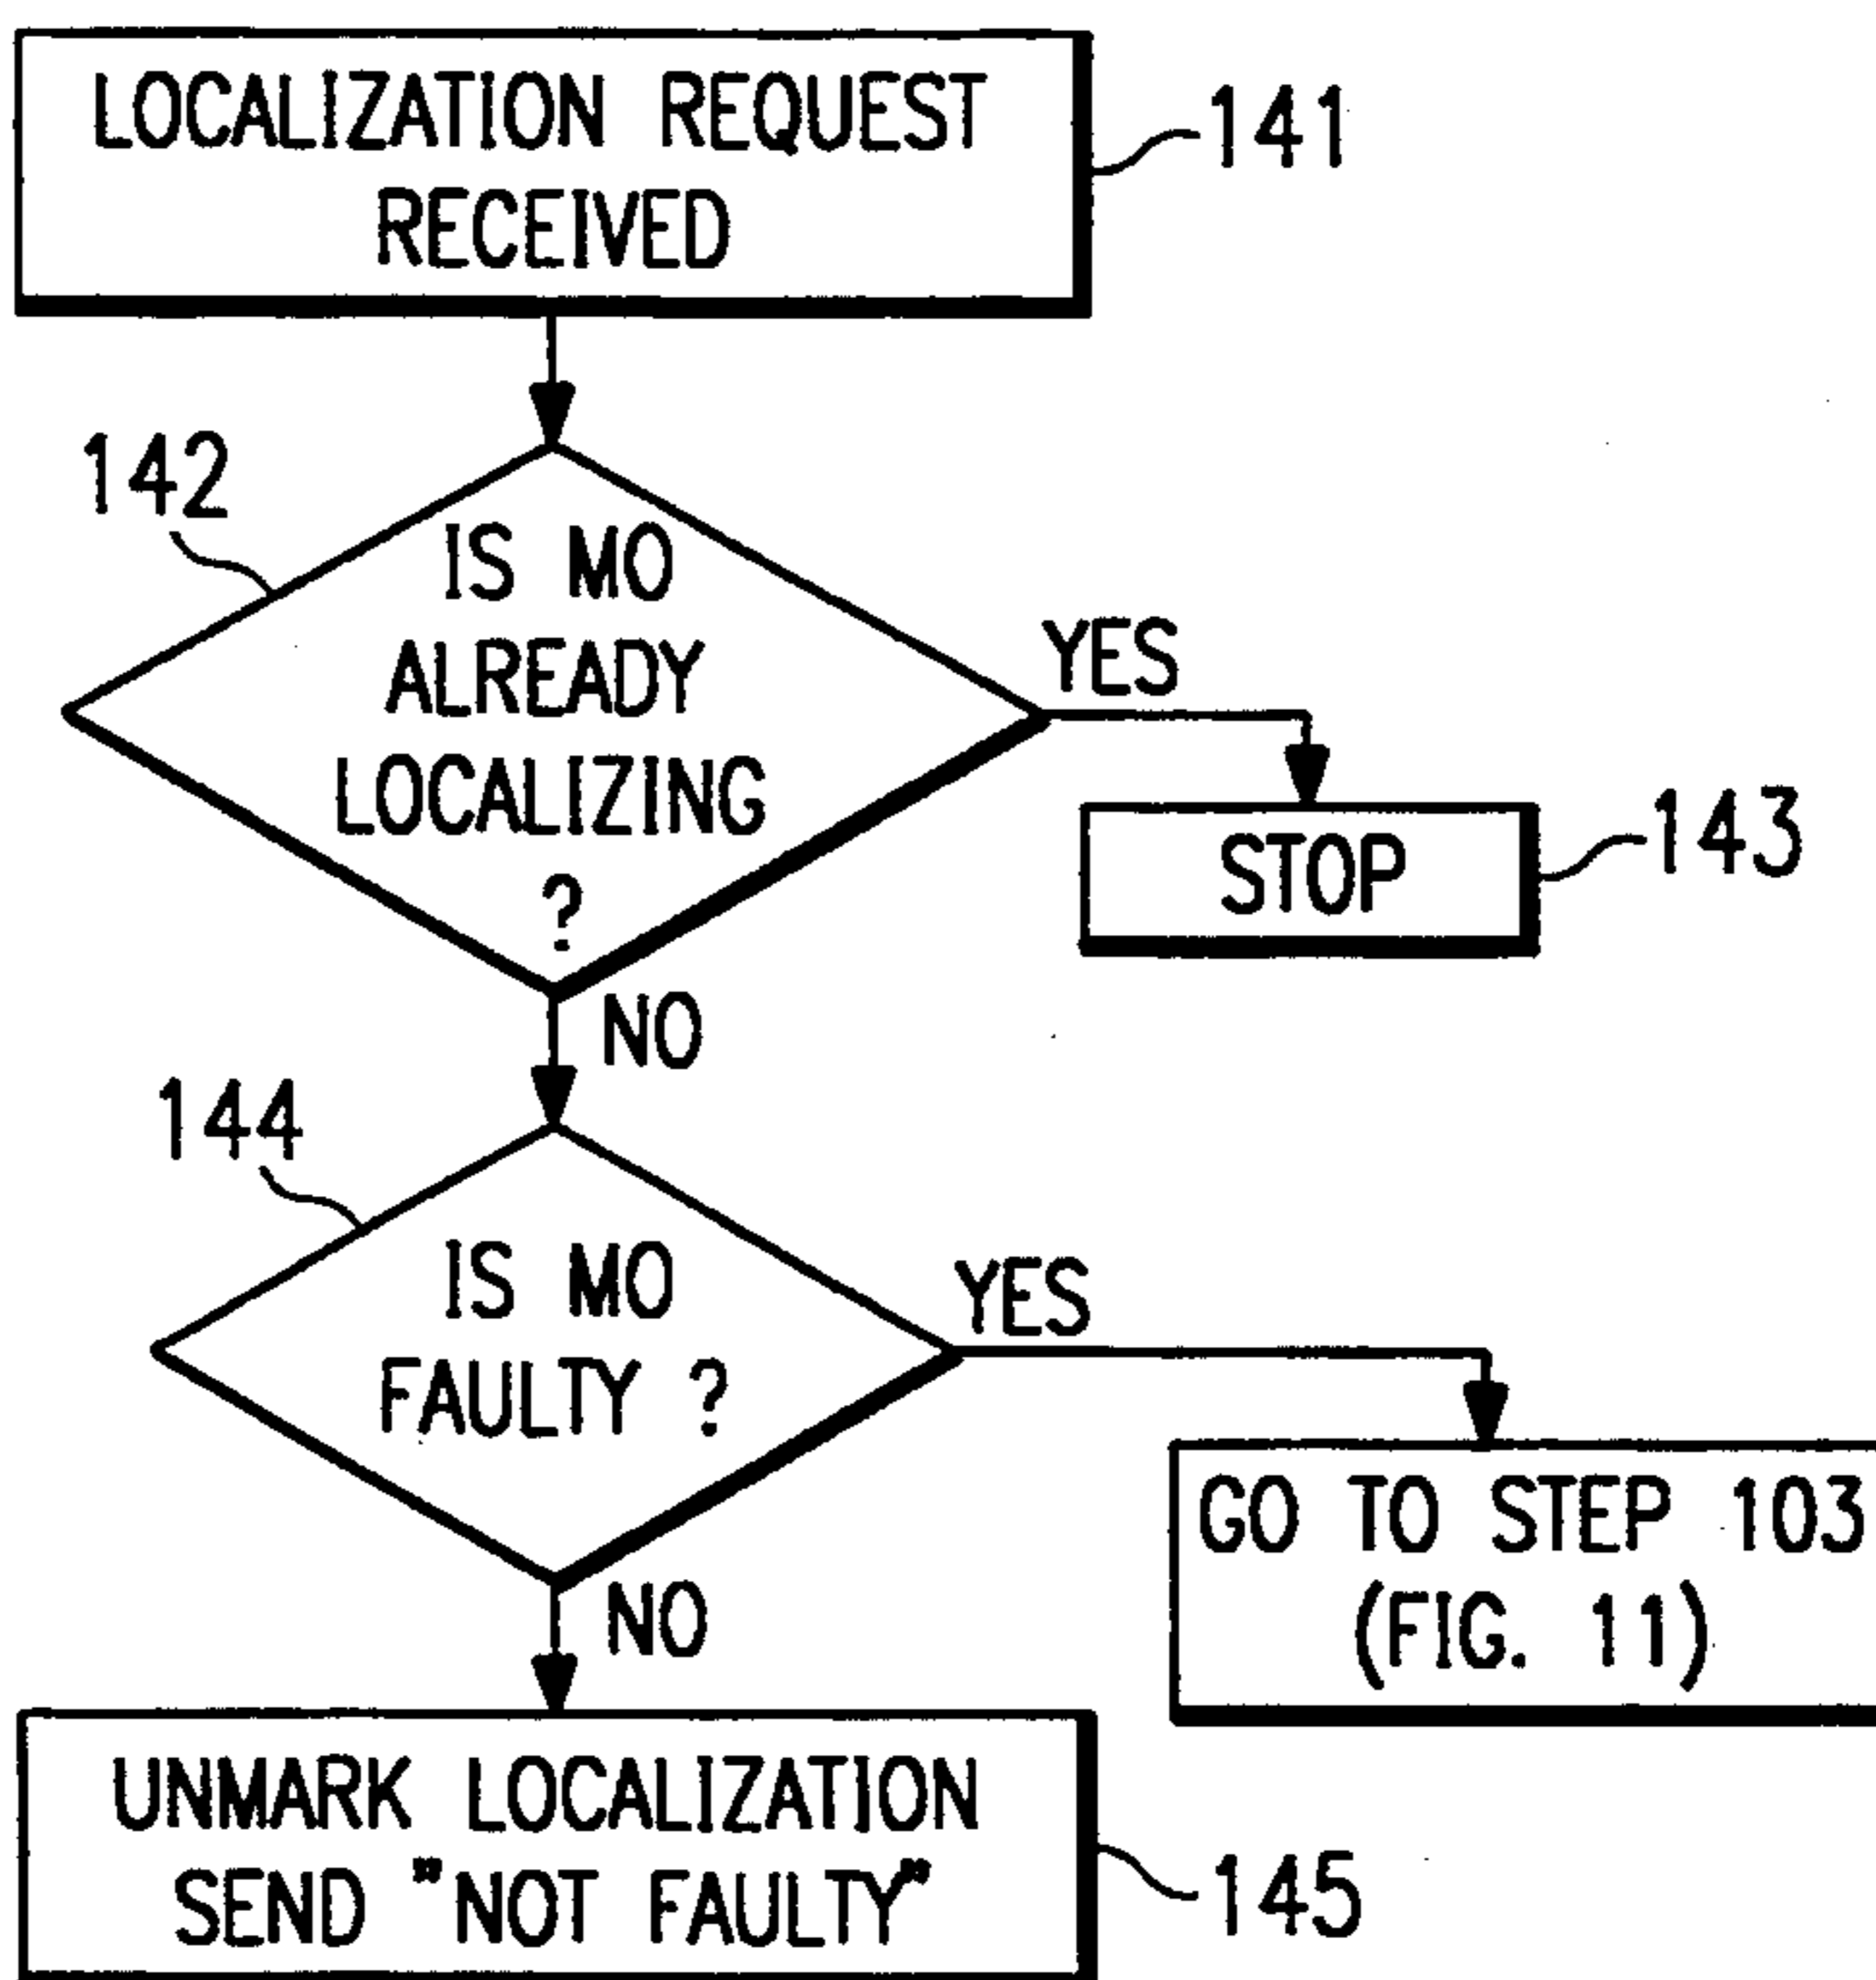 LOCALIZATION REQUEST
RECEIVED
141
142
IS MO
ALREADY
LOCALIZING
?
YES
STOP
143
NO
144
IS MO
FAULTY ?
YES
GO TO STEP 103
(FIG. 11)
NO
UNMARK LOCALIZATION
SEND "NOT FAULTY"
145